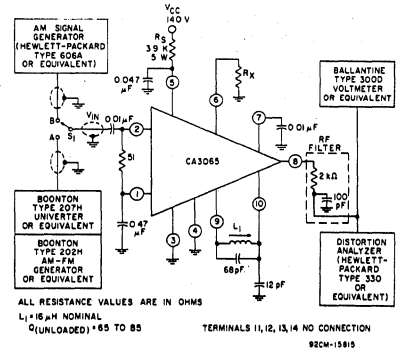 AM SIGNAL
GENERATOR
(HEWLETT-PACKARD
TYPE 606A
OR EQUIVALENT)
VCC
140 V
RS
3.9 K
5 W
0.047
μF
5
6
RX
BALLANTINE
TYPE 300D
VOLTMETER
OR EQUIVALENT
7
0.01μF
B
VIN
0.01μF
S1
A
2
51
CA3065
8
RF
FILTER
2 kΩ
100
pF
1
BOONTON
TYPE 207H
UNIVERTER
OR EQUIVALENT
0.47
μF
3
4
9
10
L1
68pF
12 pF
BOONTON
TYPE 202H
AM-FM
GENERATOR
OR EQUIVALENT
DISTORTION
ANALYZER
(HEWLETT-
PACKARD
TYPE 330
OR
EQUIVALENT)
ALL RESISTANCE VALUES ARE IN OHMS
L1 = 16 μH NOMINAL
Q(UNLOADED) = 65 TO 85
TERMINALS 11, 12, 13, 14 NO CONNECTION
92CM-15815